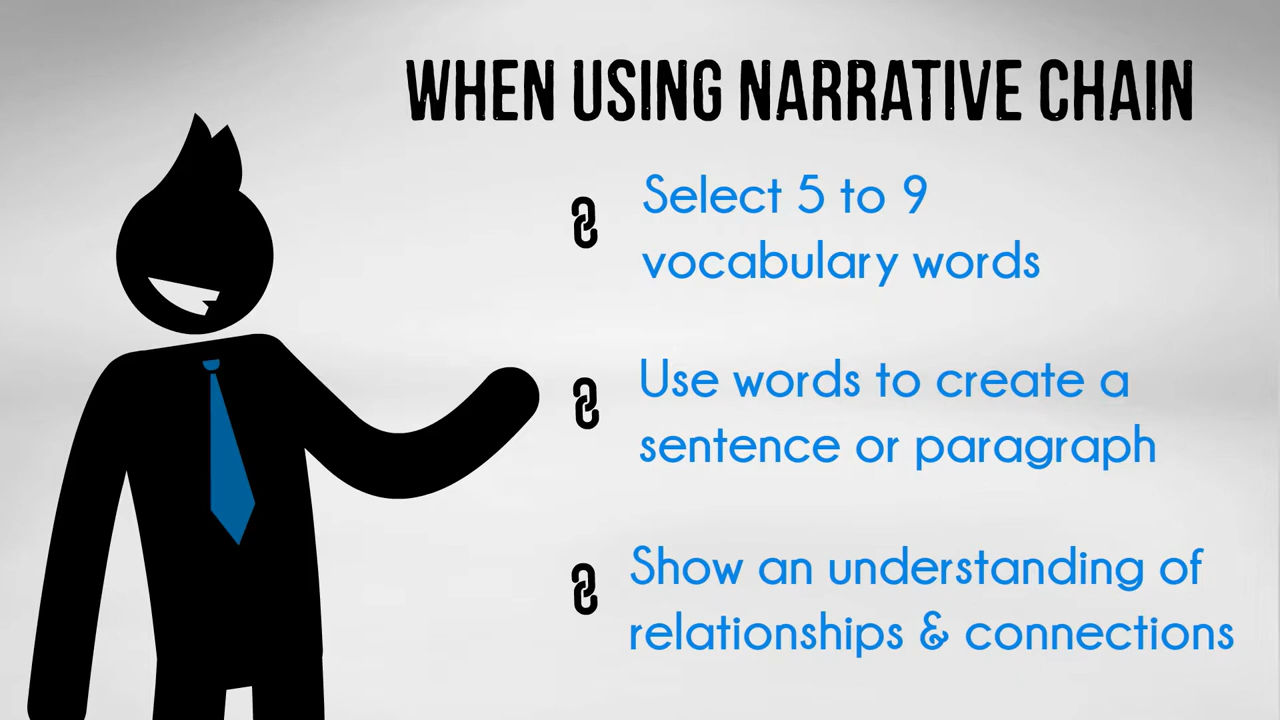 WHEN USING NARRATIVE CHAIN
Select 5 to 9
vocabulary words
Use words to create a
sentence or paragraph
Show an understanding of
relationships & connections